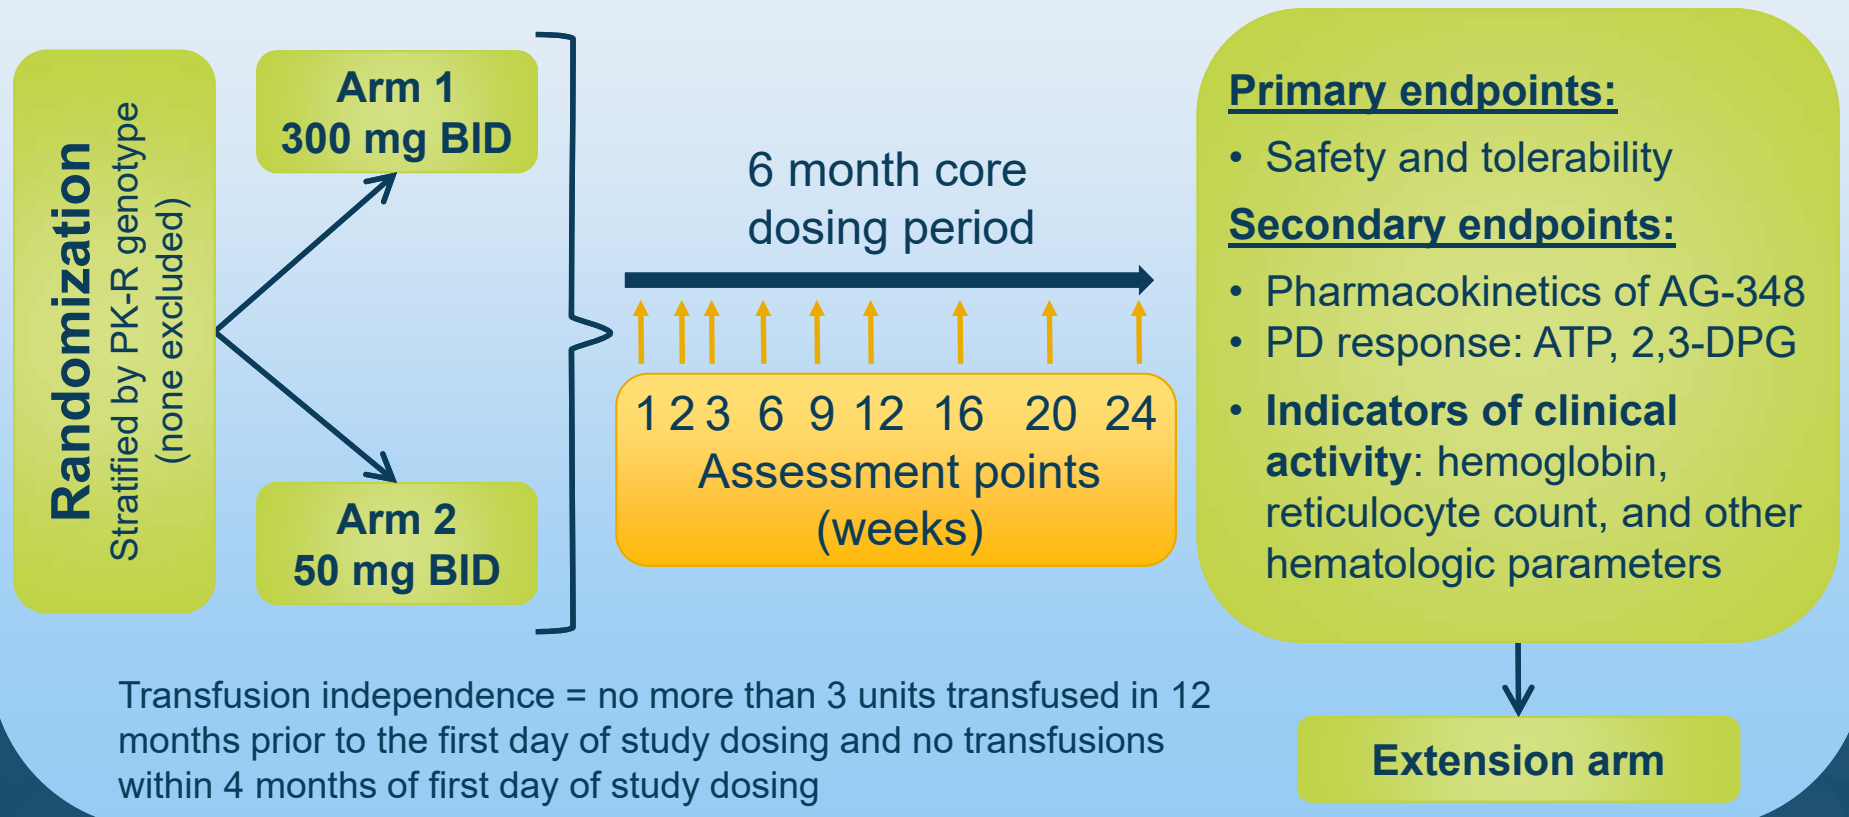 Randomization
Stratified by PK-R genotype
(none excluded)
Arm 1
300 mg BID
Arm 2
50 mg BID
6 month core
dosing period
1 2 3 6 9 12 16 20 24
Assessment points
(weeks)
Primary endpoints:
• Safety and tolerability
Secondary endpoints:
• Pharmacokinetics of AG-348
• PD response: ATP, 2,3-DPG
• Indicators of clinical
activity: hemoglobin,
reticulocyte count, and other
hematologic parameters
Extension arm
Transfusion independence = no more than 3 units transfused in 12
months prior to the first day of study dosing and no transfusions
within 4 months of first day of study dosing